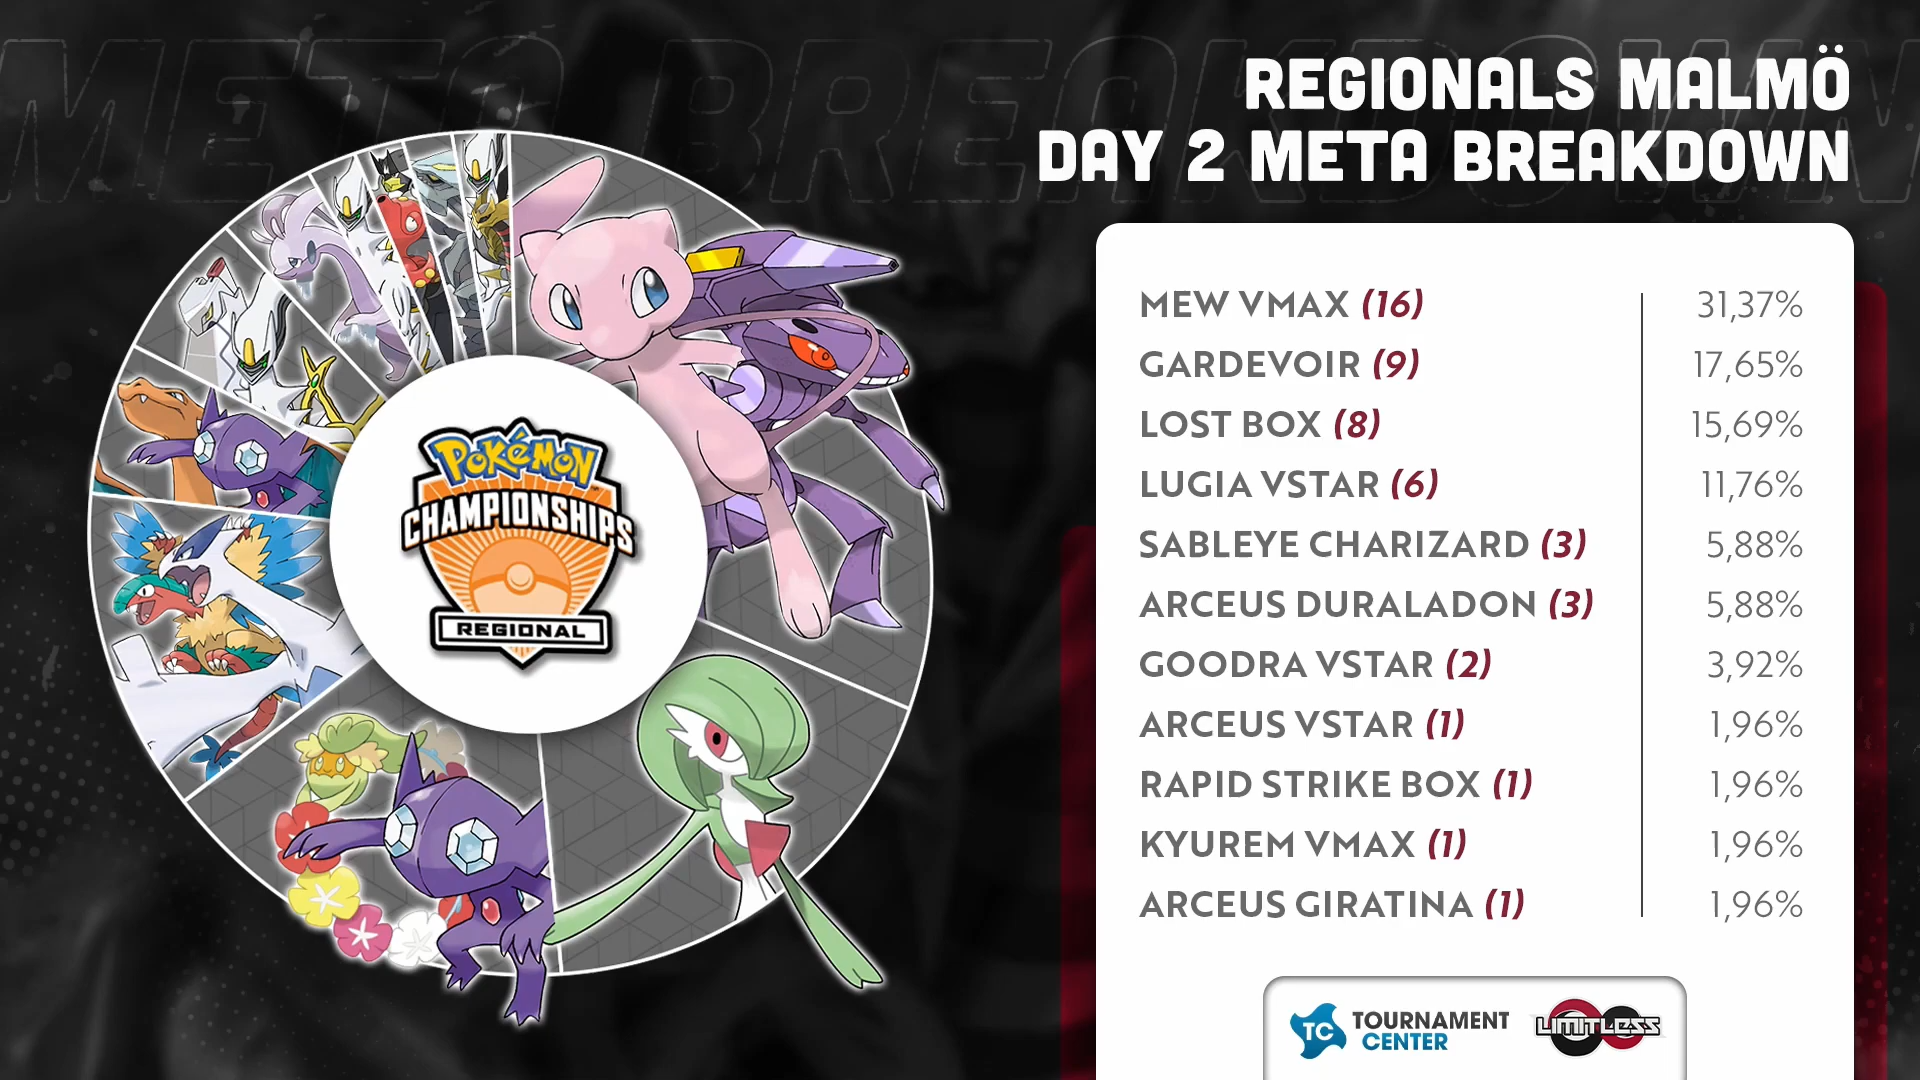 META BREAKDOWN
REGIONALS MALMÖ
DAY 2 META BREAKDOWN
MEW VMAX (16) 31,37%
GARDEVOIR (9) 17,65%
LOST BOX (8) 15,69%
LUGIA VSTAR (6) 11,76%
SABLEYE CHARIZARD (3) 5,88%
ARCEUS DURALADON (3) 5,88%
GOODRA VSTAR (2) 3,92%
ARCEUS VSTAR (1) 1,96%
RAPID STRIKE BOX (1) 1,96%
KYUREM VMAX (1) 1,96%
ARCEUS GIRATINA (1) 1,96%
POKéMON
CHAMPIONSHIPS
REGIONAL
TC TOURNAMENT
CENTER
LIMITLESS